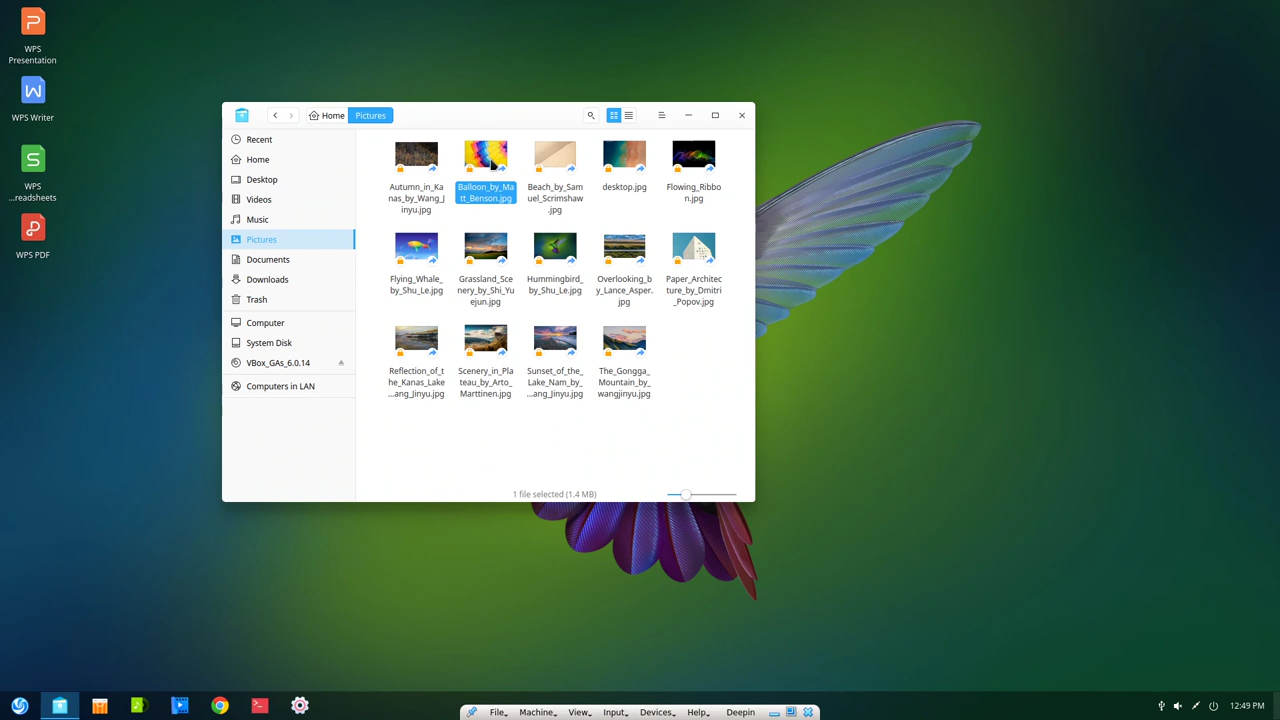 WPS
Presentation
WPS Writer
WPS
...readsheets
WPS PDF
Home
Pictures
Recent
Home
Desktop
Videos
Music
Pictures
Documents
Downloads
Trash
Computer
System Disk
VBox_GAs_6.0.14
Computers in LAN
Autumn_in_Ka
nas_by_Wang_J
inyu.jpg
Balloon_by_Ma
tt_Benson.jpg
Beach_by_Sam
uel_Scrimshaw
.jpg
desktop.jpg
Flowing_Ribbo
n.jpg
Flying_Whale_
by_Shu_Le.jpg
Grassland_Sce
nery_by_Shi_Yu
ejun.jpg
Hummingbird_
by_Shu_Le.jpg
Overlooking_b
y_Lance_Asper.
jpg
Paper_Architec
ture_by_Dmitri
_Popov.jpg
Reflection_of_t
he_Kanas_Lake
...ang_Jinyu.jpg
Scenery_in_Pla
teau_by_Arto_
Marttinen.jpg
Sunset_of_the_
Lake_Nam_by_
...ang_Jinyu.jpg
The_Gongga_
Mountain_by_
wangjinyu.jpg
1 file selected (1.4 MB)
File Machine View Input Devices Help Deepin
12:49 PM